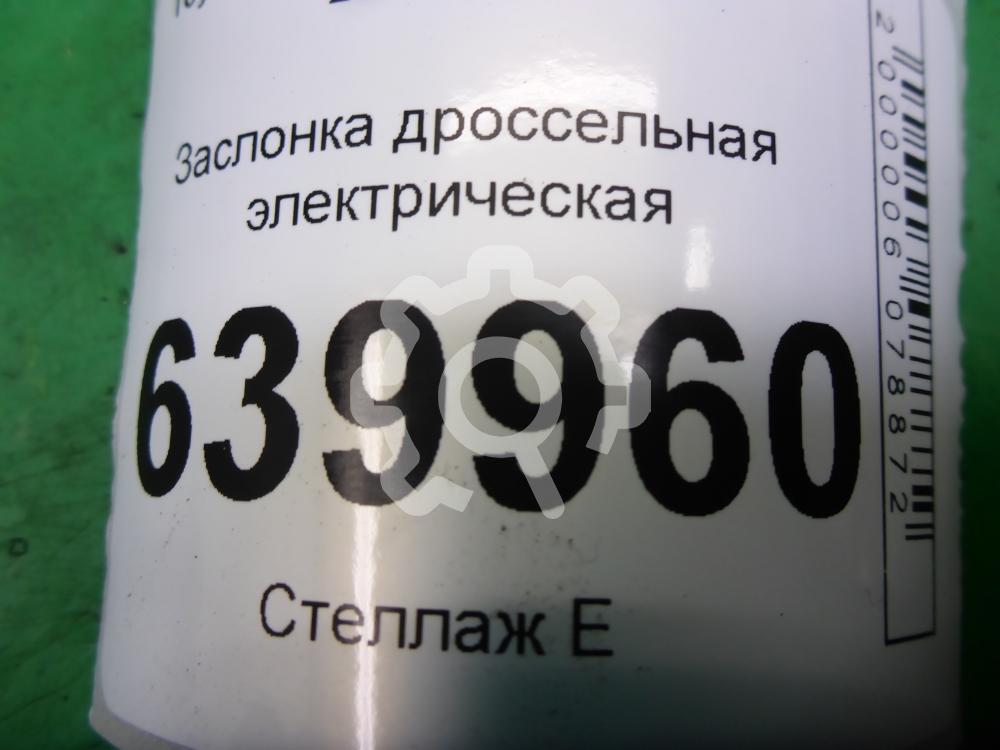 Заслонка дроссельная
электрическая
639960
Стеллаж Е
2000006078872